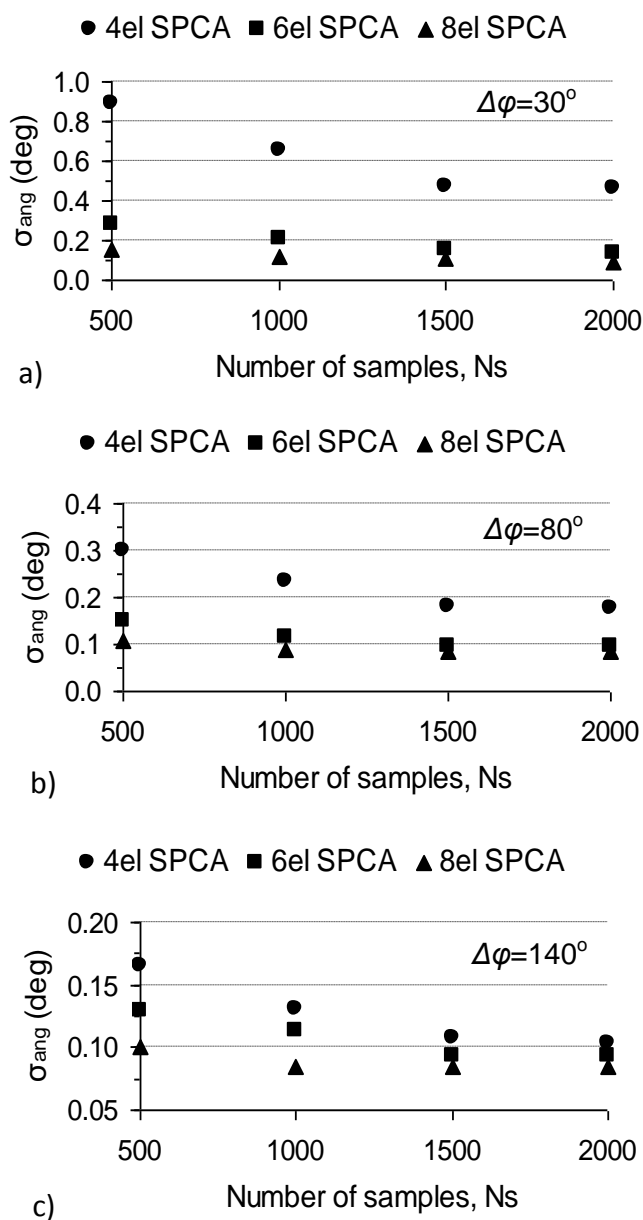 ● 4el SPCA ■ 6el SPCA ▲ 8el SPCA
Δφ=30°
σang (deg)
1.0
0.8
0.6
0.4
0.2
0.0
500 1000 1500 2000
Number of samples, Ns
a)
● 4el SPCA ■ 6el SPCA ▲ 8el SPCA
Δφ=80°
σang (deg)
0.4
0.3
0.2
0.1
0.0
500 1000 1500 2000
Number of samples, Ns
b)
● 4el SPCA ■ 6el SPCA ▲ 8el SPCA
Δφ=140°
σang (deg)
0.20
0.15
0.10
0.05
500 1000 1500 2000
Number of samples, Ns
c)